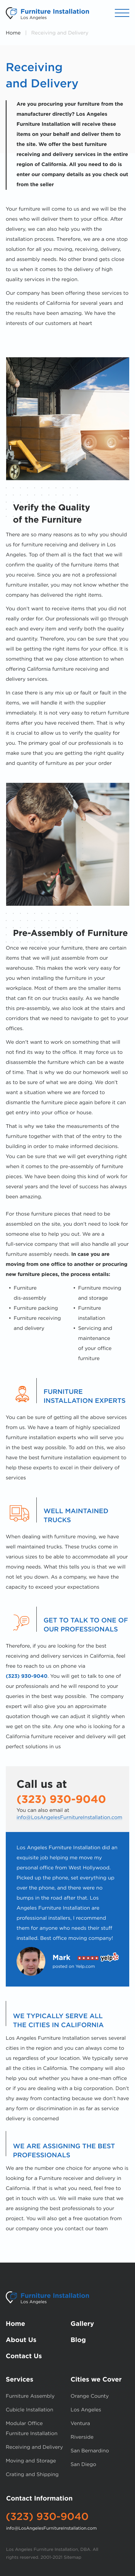 Furniture Installation
Los Angeles
Home | Receiving and Delivery
Receiving
and Delivery
Are you procuring your furniture from the
manufacturer directly? Los Angeles
Furniture Installation will receive these
items on your behalf and deliver them to
the site. We offer the best furniture
receiving and delivery services in the entire
region of California. All you need to do is
enter our company details as you check out
from the seller
Your furniture will come to us and we will be the
ones who will deliver them to your office. After
delivery, we can also help you with the
installation process. Therefore, we are a one stop
solution for all you moving, receiving, delivery,
assembly needs. No other brand gets close
to us when it comes to the delivery of high
quality services in the region.
Our company has been offering these services to
the residents of California for several years and
the results have been amazing. We have the
interests of our customers at heart
Verify the Quality
of the Furniture
There are so many reasons as to why you should
get our furniture receiving and delivery in Los
Angeles. Top of them all is the fact that we will
confirm the quality of the furniture that
you receive. Since you are not a professional
furniture installer, you may not know whether the
company has delivered the right items.
You don't want to receive items that you did not
really order for. Our professionals will go through
each and every item and verify both the quality
and quantity. Therefore, you can be sure that you
will be getting the right items for your office. It is
something that we pay close attention to when
offering California furniture receiving and
delivery services.
In case there is any mix up or fault or fault in the
items, we will handle it with the supplier
immediately. It is not very easy to return furniture
items after you have received them. That is why
it is crucial to allow us to verify the quality for
you. The primary goal of our professionals is to
make sure that you are getting the right quality
and quantity of furniture as per your order
Pre-Assembly of Furniture
Once we receive your furniture, there are certain
items that we will just assemble from our
warehouse. This makes the work very easy for
us when installing the furniture in your
workplace. Most of them are the smaller items
that can fit on our trucks easily. As we handle
this pre-assembly, we also look at the stairs and
corridors that we need to navigate to get to your
offices.
We don't want to work on something that will
not find its way to the office. It may force us to
disassemble the furniture again which is a waste
of time. That is why we do our homework well so
as to be sure of what we are doing. We don't
want a situation where we are forced to
dismantle the furniture piece again before it can
get entry into your office or house.
That is why we take the measurements of the
furniture together with that of the entry to the
building in order to make informed decisions.
You can be sure that we will get everything right
when it comes to the pre-assembly of furniture
pieces. We have been doing this kind of work for
several years and the level of success has always
been amazing.
For those furniture pieces that need to be
assembled on the site, you don't need to look for
someone else to help you out. We are a
full-service company that will also handle all your
furniture assembly needs. In case you are
moving from one office to another or procuring
new furniture pieces, the process entails:
• Furniture
dis-assembly
• Furniture packing
• Furniture receiving
and delivery
• Furniture moving
and storage
• Furniture
installation
• Servicing and
maintenance
of your office
furniture
FURNITURE
INSTALLATION EXPERTS
You can be sure of getting all the above services
from us. We have a team of highly specialized
furniture installation experts who will serve you in
the best way possible. To add on this, we also
have the best furniture installation equipment to
help these experts to excel in their delivery of
services
WELL MAINTAINED
TRUCKS
When dealing with furniture moving, we have
well maintained trucks. These trucks come in
various sizes to be able to accommodate all your
moving needs. What this tells you is that we will
not let you down. As a company, we have the
capacity to exceed your expectations
GET TO TALK TO ONE OF
OUR PROFESSIONALS
Therefore, if you are looking for the best furniture
receiving and delivery services in California, feel
free to reach to us on phone via
(323) 930-9040. You will get to talk to one of
our professionals who will respond to your
queries in the best way possible. The company
experts will also give you an appropriate
quotation though we can adjust it slightly when
we get on the site. Any one who is looking for a
California furniture receiver and delivery will get
perfect solutions in us
Call us at
(323) 930-9040
You can also email at
info@LosAngelesFurnitureInstallation.com
Los Angeles Furniture Installation did an
exquisite job helping me move my
personal office from West Hollywood.
Picked up the phone, set everything up
over the phone, and there were no
bumps in the road after that. Los
Angeles Furniture Installation are
professional installers, I recommend
them for anyone who needs their stuff
installed. Best office moving company!
Mark
yelp
posted on Yelp.com
WE TYPICALLY SERVE ALL
THE CITIES IN CALIFORNIA
Los Angeles Furniture Installation serves several
cities in the region and you can always come to
us regardless of your location. We typically serve
all the cities in California. The company will also
help you out whether you have a one-man office
or if you are dealing with a big corporation. Don't
shy away from contacting because we don't have
any form or discrimination in as far as service
delivery is concerned
WE ARE ASSIGNING THE BEST
PROFESSIONALS
We are the number one choice for anyone who is
looking for a Furniture receiver and delivery in
California. If that is what you need, feel free to
get in touch with us. We will make sure that we
are assigning the best professionals to your
project. You will also get a free quotation from
our company once you contact our team
Furniture Installation
Los Angeles
Home
Gallery
About Us
Blog
Contact Us
Services
Cities we Cover
Furniture Assembly
Cubicle Installation
Modular Office
Furniture Installation
Receiving and Delivery
Moving and Storage
Crating and Shipping
Orange County
Los Angeles
Ventura
Riverside
San Bernardino
San Diego
Contact Information
(323) 930-9040
info@LosAngelesFurnitureInstallation.com